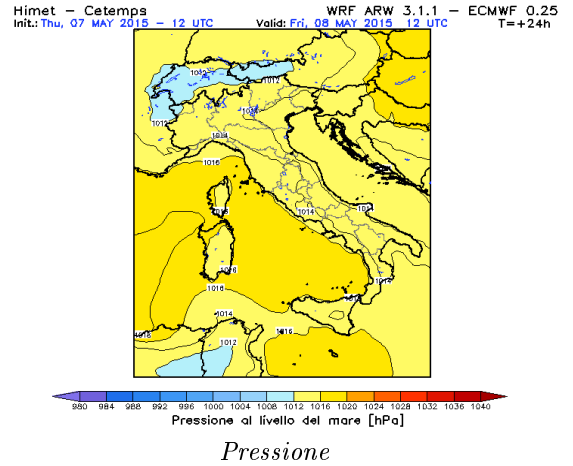 Himet – Cetemps WRF ARW 3.1.1 – ECMWF 0.25
Init.: Thu, 07 MAY 2015 – 12 UTC Valid: Fri, 08 MAY 2015 12 UTC T=+24h
1012 1012
1012
1014
1016
1014
1014
1016
1016
1014
1016
1012
980 984 988 992 996 1000 1004 1008 1012 1016 1020 1024 1028 1032 1036 1040
Pressione al livello del mare [hPa]
Pressione